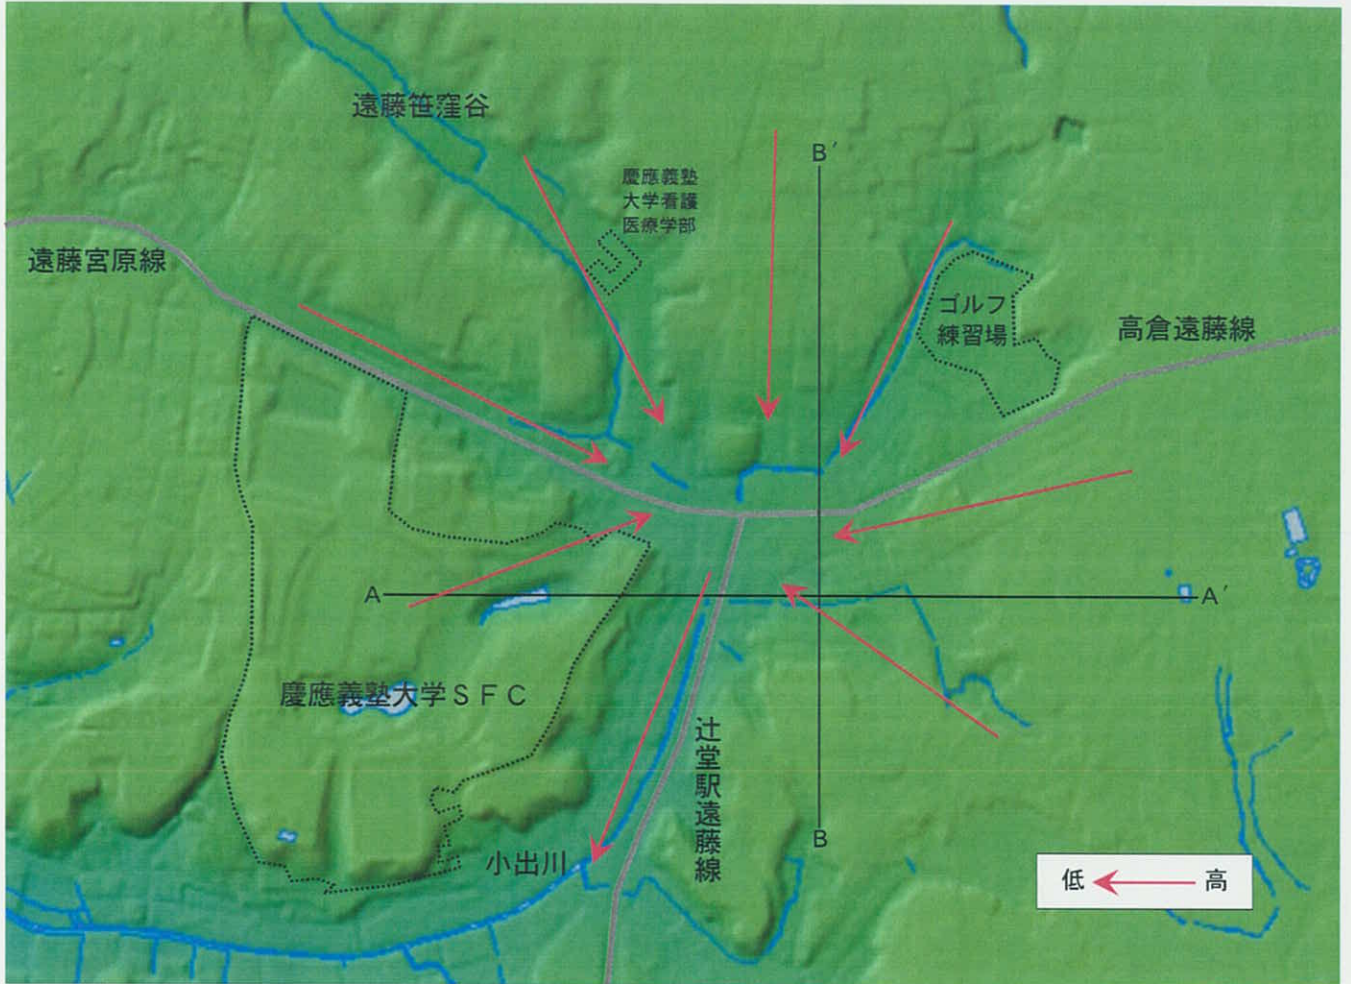 遠藤笹窪谷
B′
慶應義塾
大学看護
医療学部
遠藤宮原線
ゴルフ
練習場
高倉遠藤線
A
A′
慶應義塾大学ＳＦＣ
辻堂駅遠藤線
B
小出川
低
高